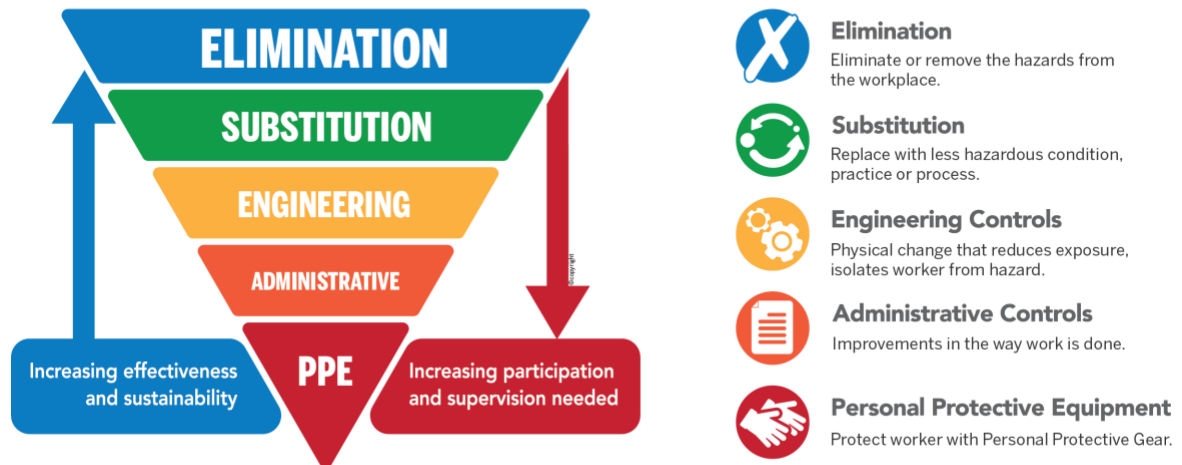 ELIMINATION
SUBSTITUTION
ENGINEERING
ADMINISTRATIVE
PPE
Increasing effectiveness
and sustainability
Increasing participation
and supervision needed
©copyright
Elimination
Eliminate or remove the hazards from
the workplace.
Substitution
Replace with less hazardous condition,
practice or process.
Engineering Controls
Physical change that reduces exposure,
isolates worker from hazard.
Administrative Controls
Improvements in the way work is done.
Personal Protective Equipment
Protect worker with Personal Protective Gear.